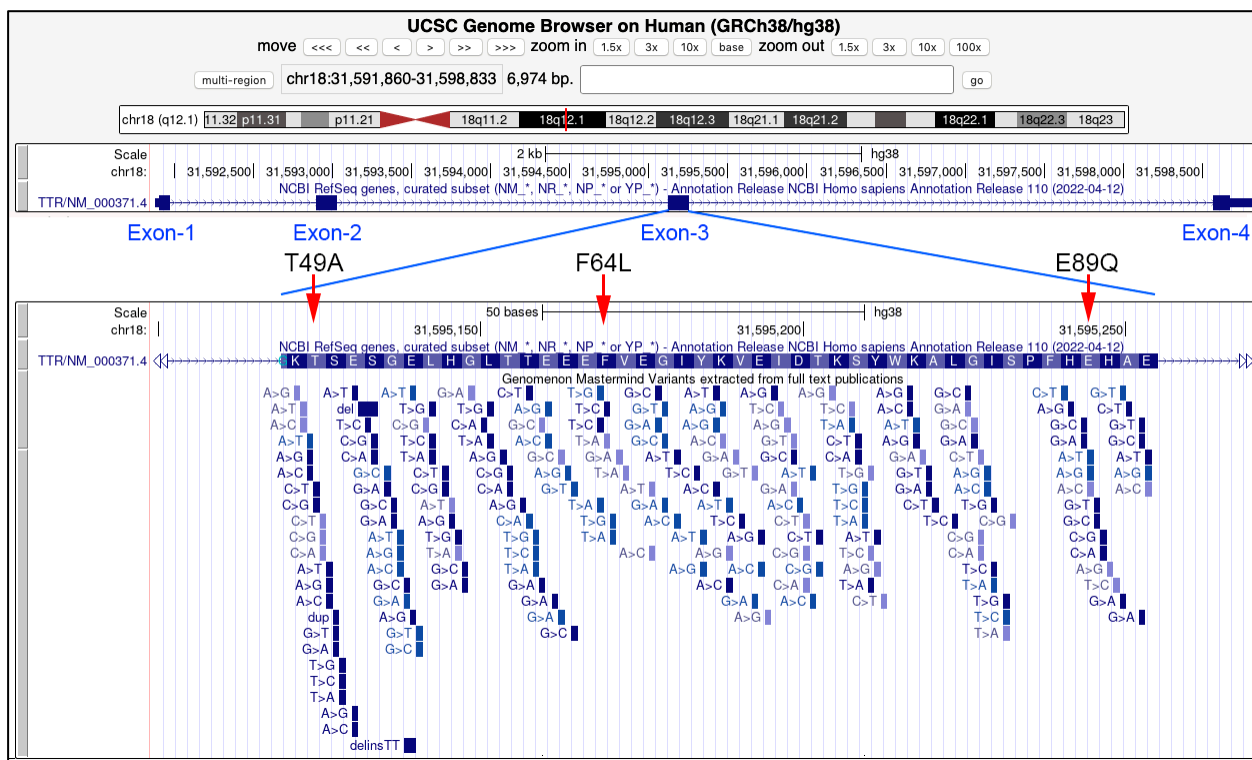 UCSC Genome Browser on Human (GRCh38/hg38)
move <<< << < > >> >>> zoom in 1.5x 3x 10x base zoom out 1.5x 3x 10x 100x
multi-region chr18:31,591,860-31,598,833 6,974 bp. go
chr18 (q12.1) 11.32 p11.31 p11.21 18q11.2 18q12.1 18q12.2 18q12.3 18q21.1 18q21.2 18q22.1 18q22.3 18q23
Scale 2 kb hg38
chr18: 31,592,500 31,593,000 31,593,500 31,594,000 31,594,500 31,595,000 31,595,500 31,596,000 31,596,500 31,597,000 31,597,500 31,598,000 31,598,500
NCBI RefSeq genes, curated subset (NM_*, NR_*, NP_* or YP_*) - Annotation Release NCBI Homo sapiens Annotation Release 110 (2022-04-12)
TTR/NM_000371.4
Exon-1 Exon-2 Exon-3 Exon-4
T49A F64L E89Q
Scale 50 bases hg38
chr18: 31,595,150 31,595,200 31,595,250
NCBI RefSeq genes, curated subset (NM_*, NR_*, NP_* or YP_*) - Annotation Release NCBI Homo sapiens Annotation Release 110 (2022-04-12)
TTR/NM_000371.4 K T S E S G E L H G L T T E E E F V E G I Y K V E I D T K S Y W K A L G I S P F H E H A E
Genomenon Mastermind Variants extracted from full text publications
A>G A>T A>T G>A C>T T>G G>C A>T A>G A>G A>G G>C C>T G>T
A>T del T>G T>G A>G T>C G>T A>G T>C T>C A>C G>A A>G C>T
A>C T>C C>G C>A G>C T>C G>A A>G A>G T>A A>T G>A G>C G>T
A>T C>G T>C T>A A>C T>A G>C A>C G>T C>T A>G G>A G>C G>C
A>G C>A T>A A>G G>C G>A A>T G>A G>C C>A G>A C>T A>T A>T
A>C G>C C>T C>G A>G T>A T>C G>T A>T T>G C>T A>G A>G A>G
C>T G>A C>G C>A G>T A>T A>C G>A T>G G>T A>C A>C A>C
C>G G>C A>T A>G T>A G>A T>A A>C T>C C>T T>G G>T
C>T G>A A>G C>A T>G A>C T>C C>T T>A T>C C>G G>C
C>G A>T T>G T>G T>A A>T A>G C>T A>T C>G C>G
C>A A>G T>A T>C A>C A>G C>G T>C C>A C>A
A>T A>C G>C T>A A>G A>C C>G A>G T>C A>G
A>G G>C G>A G>A A>C C>A T>A T>A T>C
A>C G>A G>A G>A A>C C>T T>G G>A
dup A>G G>A A>G T>C G>A
G>T G>T G>C T>A
G>A G>C
T>G
T>C
T>A
A>G
A>C
delinsTT